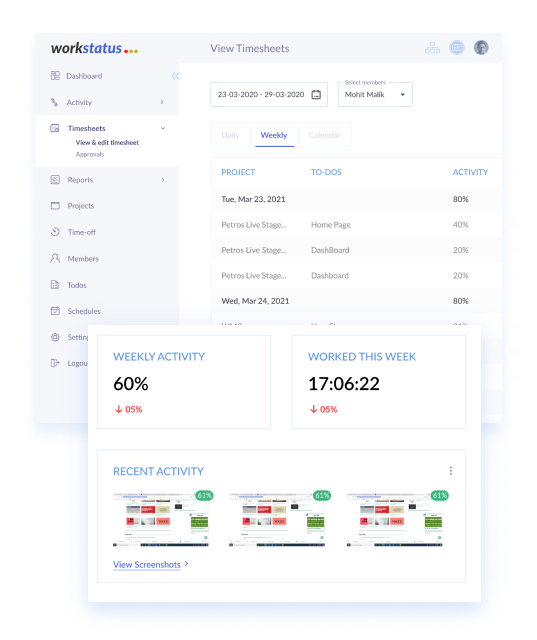 workstatus
View Timesheets
Dashboard
Activity
Timesheets
View & edit timesheet
Approvals
Reports
Projects
Time-off
Members
Todos
Schedules
Setting
Logou
23-03-2020 - 29-03-2020
Select members
Mohit Malik
Daily Weekly Calendar
PROJECT TO-DOS ACTIVITY
Tue, Mar 23, 2021 80%
Petros Live Stage... Home Page 40%
Petros Live Stage... DashBoard 20%
Petros Live Stage... Dashboard 20%
Wed, Mar 24, 2021 80%
WEEKLY ACTIVITY
60%
↓ 05%
WORKED THIS WEEK
17:06:22
↓ 05%
RECENT ACTIVITY
61% 61% 61%
View Screenshots >